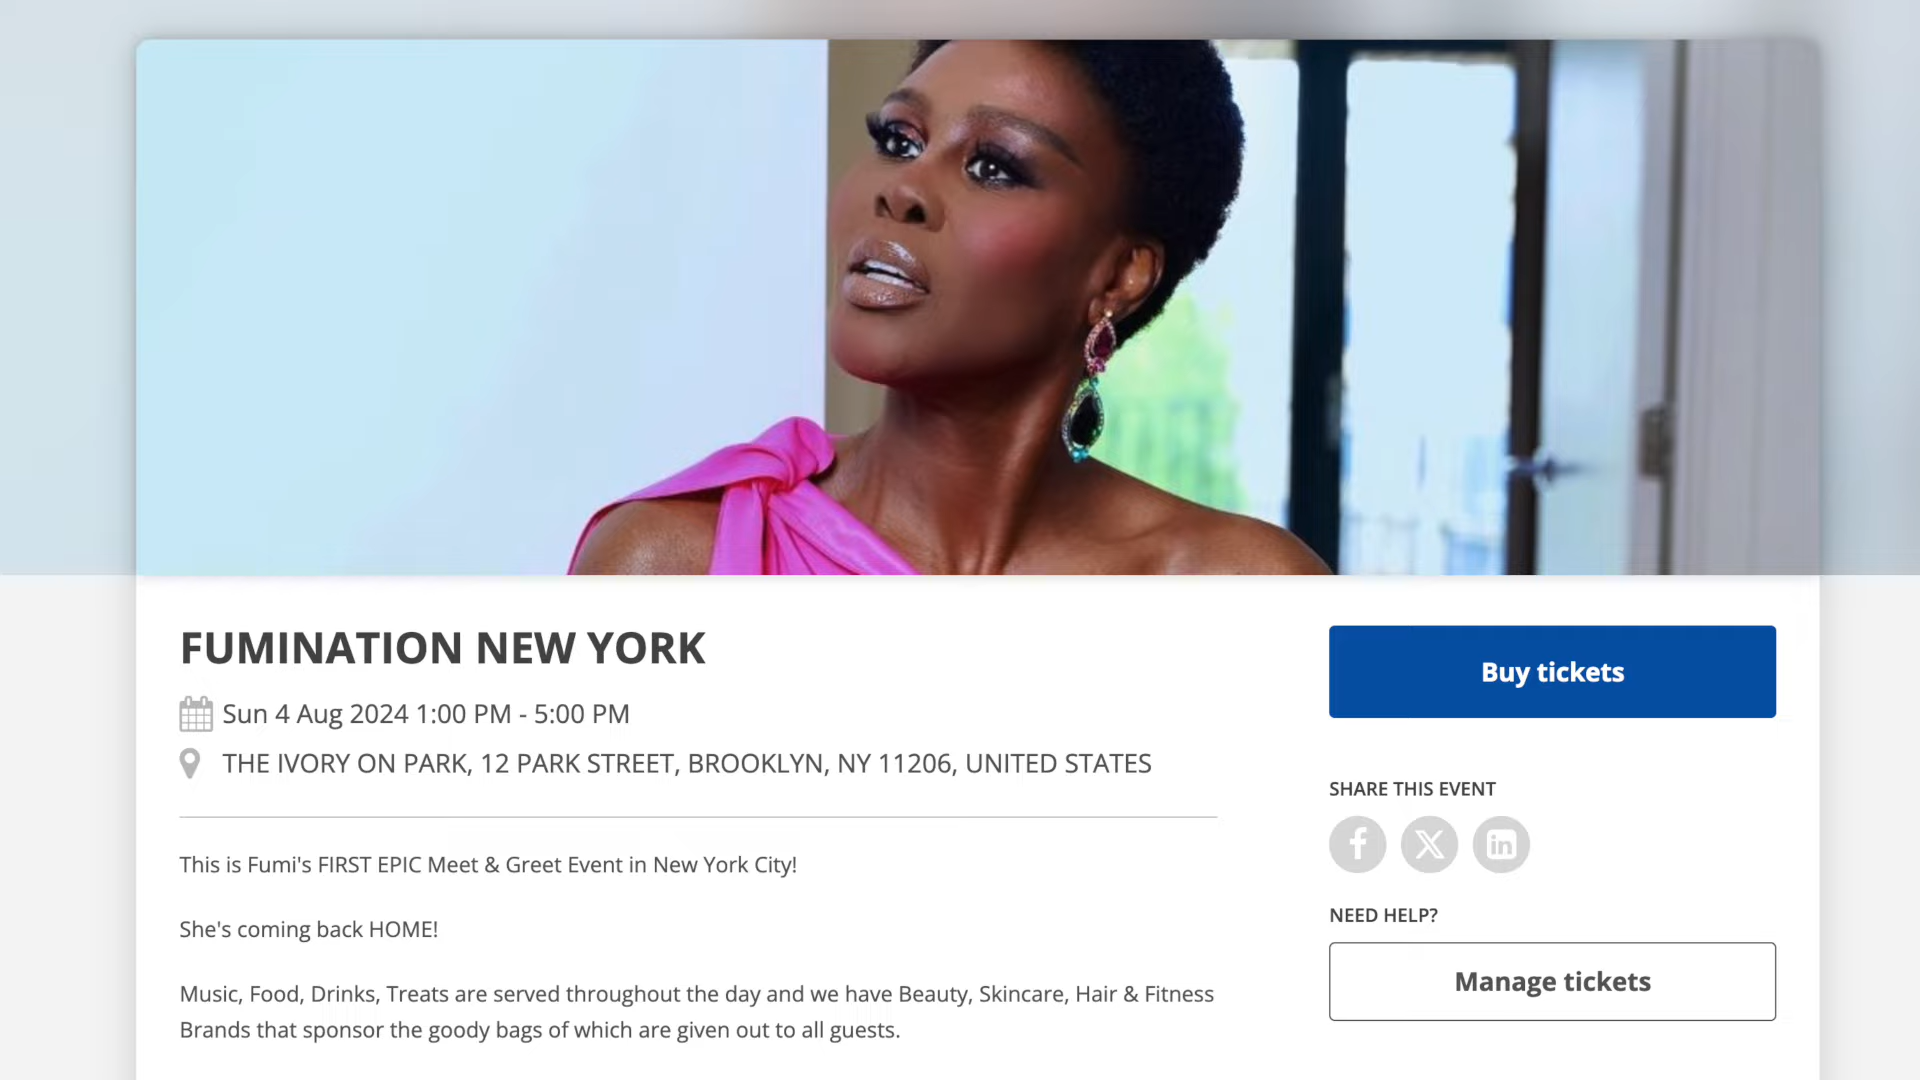 FUMINATION NEW YORK
Sun 4 Aug 2024 1:00 PM - 5:00 PM
THE IVORY ON PARK, 12 PARK STREET, BROOKLYN, NY 11206, UNITED STATES
This is Fumi's FIRST EPIC Meet & Greet Event in New York City!
She's coming back HOME!
Music, Food, Drinks, Treats are served throughout the day and we have Beauty, Skincare, Hair & Fitness
Brands that sponsor the goody bags of which are given out to all guests.
Buy tickets
SHARE THIS EVENT
f X in
NEED HELP?
Manage tickets